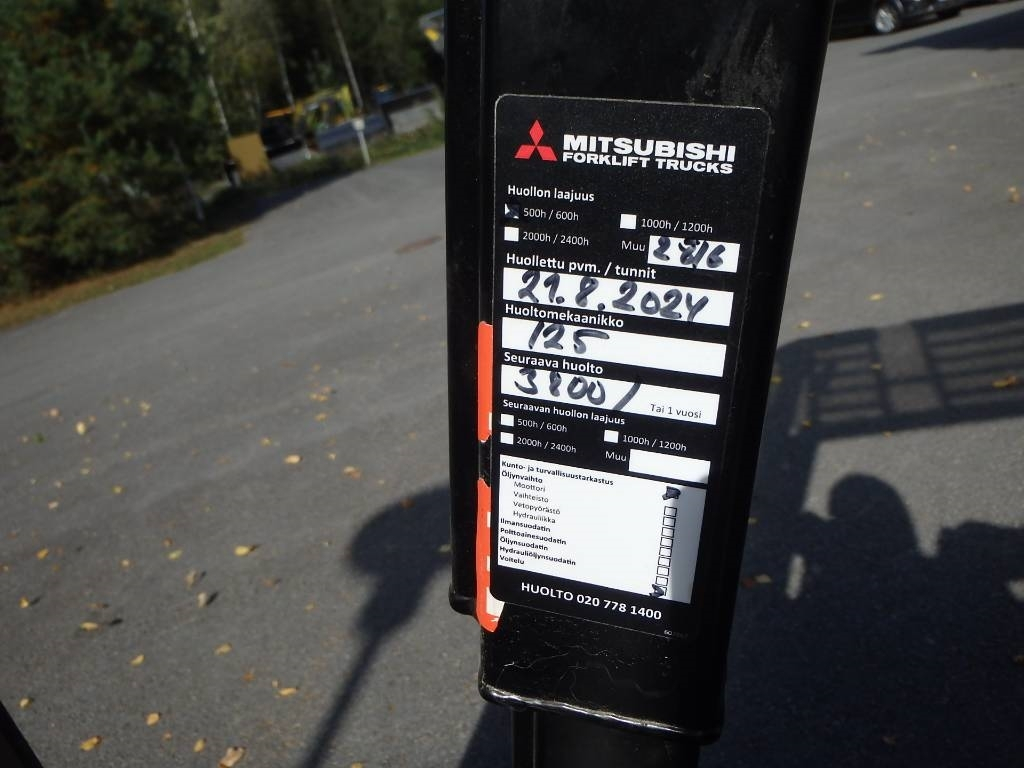 MITSUBISHI
FORKLIFT TRUCKS
Huollon laajuus
500h / 600h 1000h / 1200h
2000h / 2400h Muu
Huollettu pvm. / tunnit
21.8.2024
Huoltomekaanikko
125
Seuraava huolto
3800/ Tai 1 vuosi
Seuraavan huollon laajuus
500h / 600h 1000h / 1200h
2000h / 2400h Muu
Kunto- ja turvallisuustarkastus
Öljynvaihto
Moottori
Vaihteisto
Vetopyörästö
Hydrauliikka
Ilmansuodatin
Polttoainesuodatin
Öljynsuodatin
Hydrauliöljynsuodatin
Voitelu
HUOLTO 020 778 1400